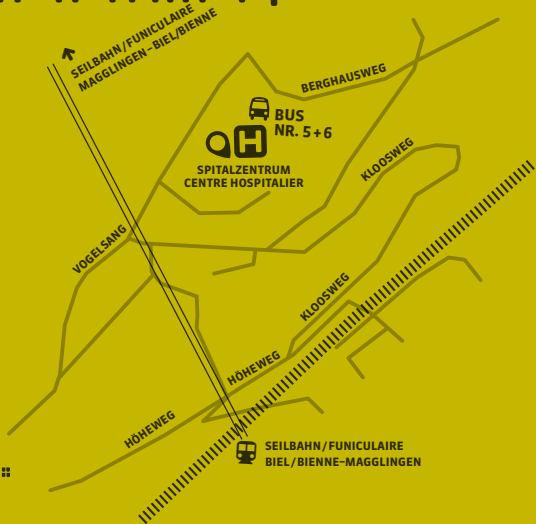 SEILBAHN/FUNICULAIRE
MAGGLINGEN–BIEL/BIENNE
BERGHAUSWEG
BUS
NR. 5+6
H
SPITALZENTRUM
CENTRE HOSPITALIER
KLOOSWEG
VOGELSANG
KLOOSWEG
HÖHEWEG
HÖHEWEG
SEILBAHN/FUNICULAIRE
BIEL/BIENNE–MAGGLINGEN